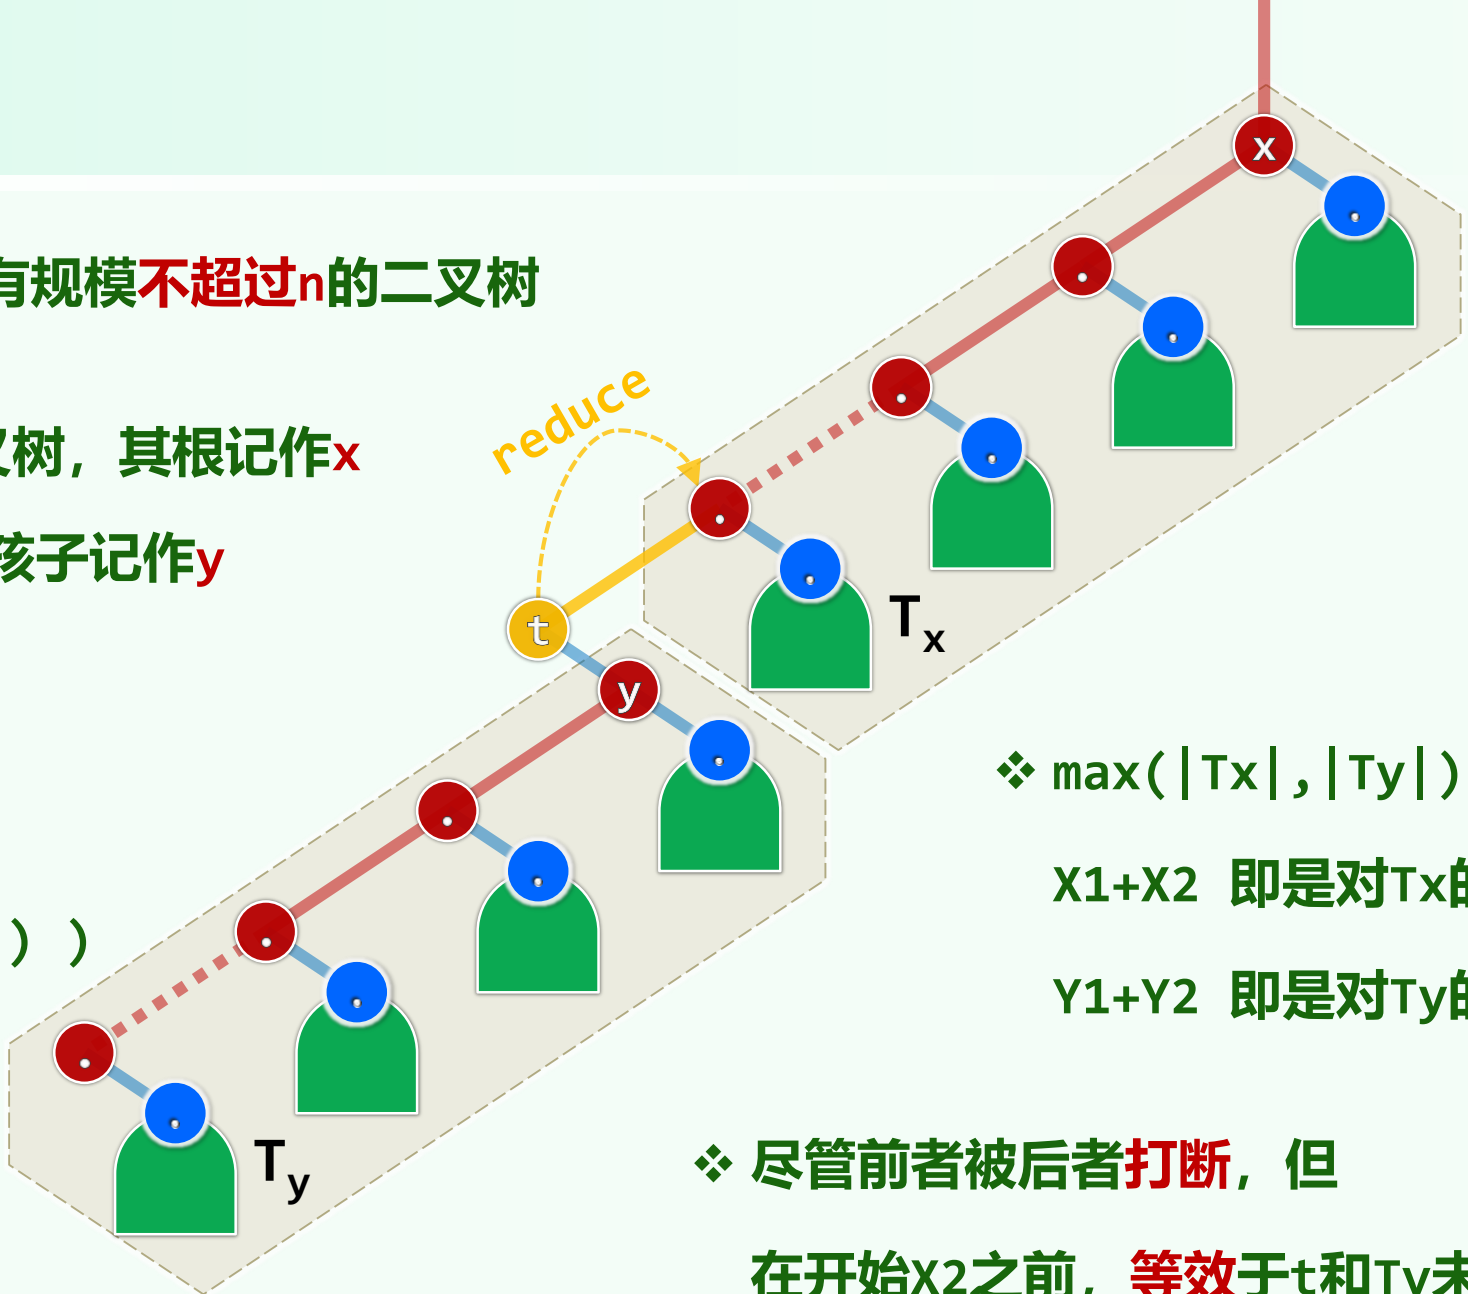 x
有规模不超过n的二叉树
reduce
叉树，其根记作x
孩子记作y
t
Tx
y
max(|Tx|,|Ty|)
X1+X2 即是对Tx的
) )
Y1+Y2 即是对Ty的
Ty
尽管前者被后者打断，但
在开始X2之前，等效于t和Ty未